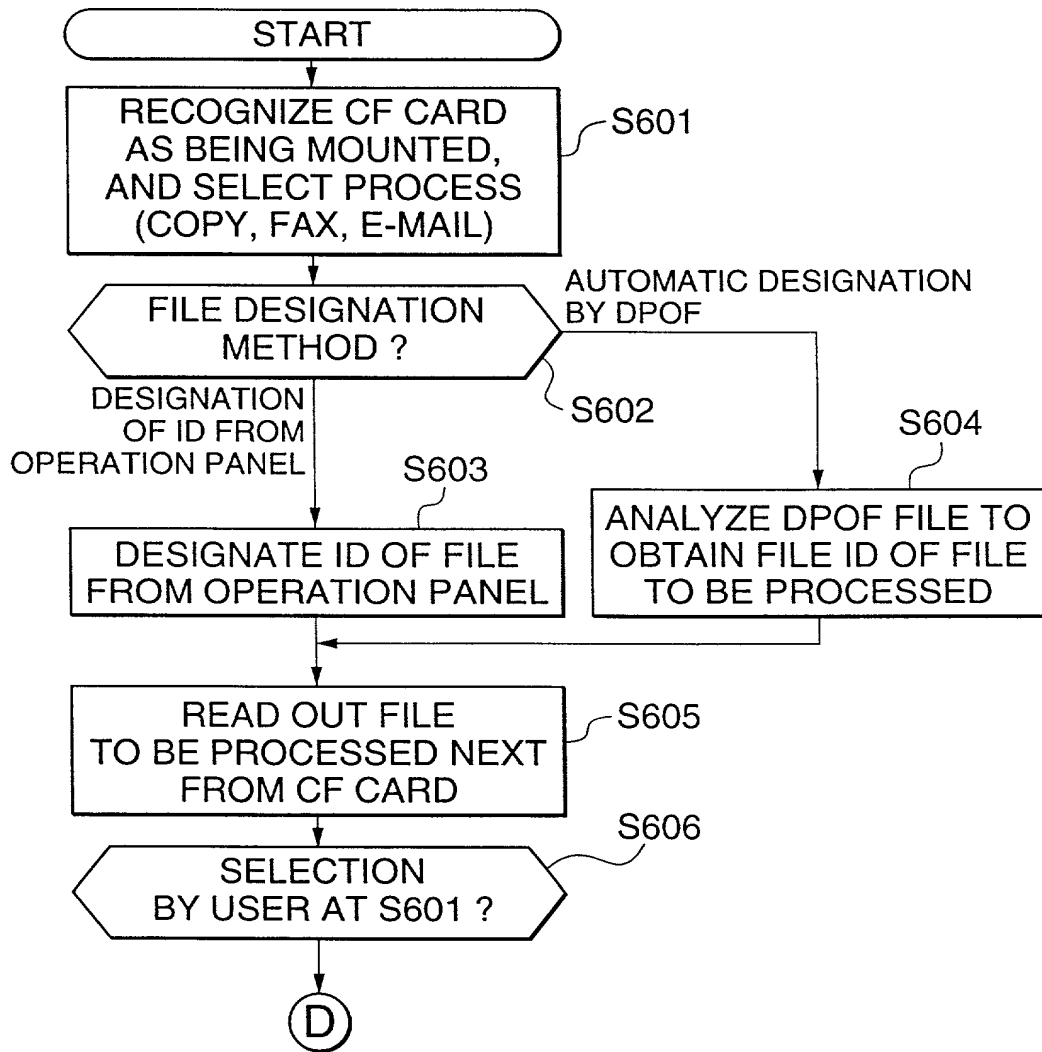 START
RECOGNIZE CF CARD
AS BEING MOUNTED,
AND SELECT PROCESS
(COPY, FAX, E-MAIL)
S601
FILE DESIGNATION
METHOD ?
S602
AUTOMATIC DESIGNATION
BY DPOF
DESIGNATION
OF ID FROM
OPERATION PANEL
S603
DESIGNATE ID OF FILE
FROM OPERATION PANEL
S604
ANALYZE DPOF FILE TO
OBTAIN FILE ID OF FILE
TO BE PROCESSED
READ OUT FILE
TO BE PROCESSED NEXT
FROM CF CARD
S605
S606
SELECTION
BY USER AT S601 ?
D